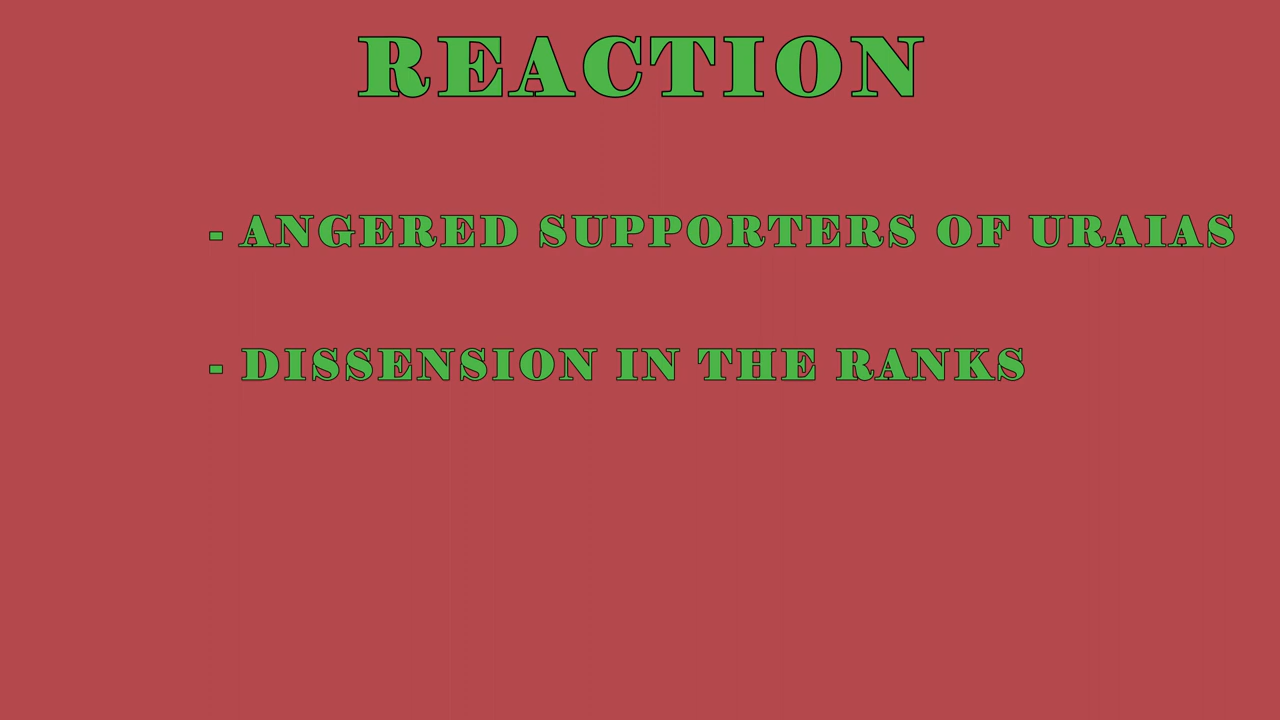 REACTION
- ANGERED SUPPORTERS OF URAIAS
- DISSENSION IN THE RANKS